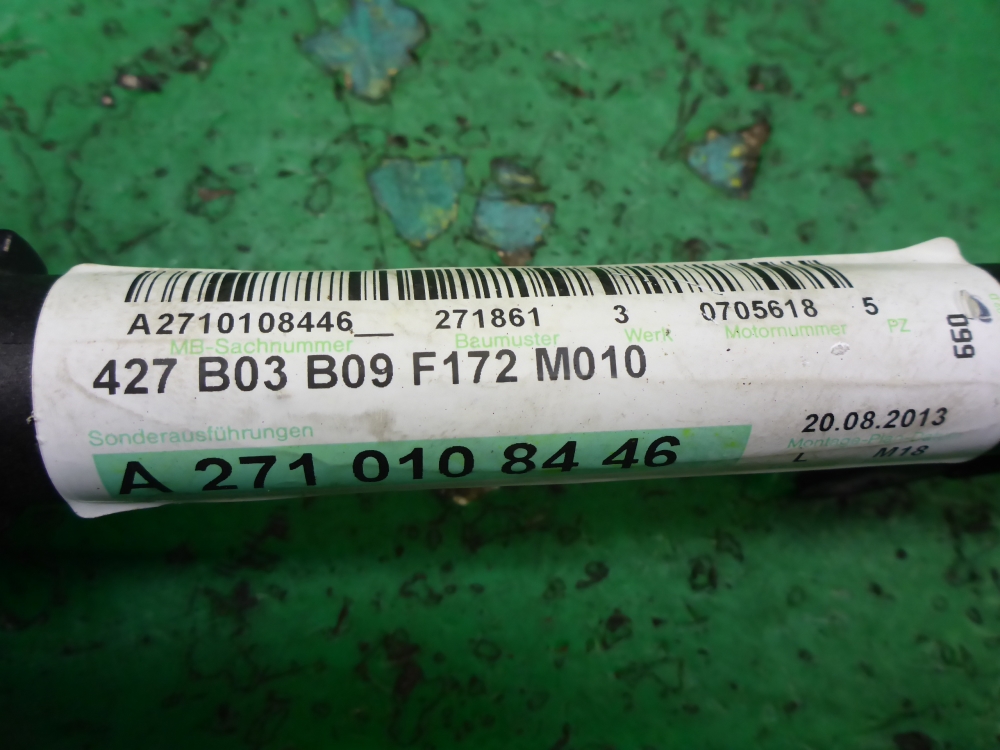 A2710108446__ 271861 3 0705618 5
MB-Sachnummer Baumuster Werk Motornummer PZ
427 B03 B09 F172 M010
660
20.08.2013
Sonderausführungen
L M18
A 271 010 84 46